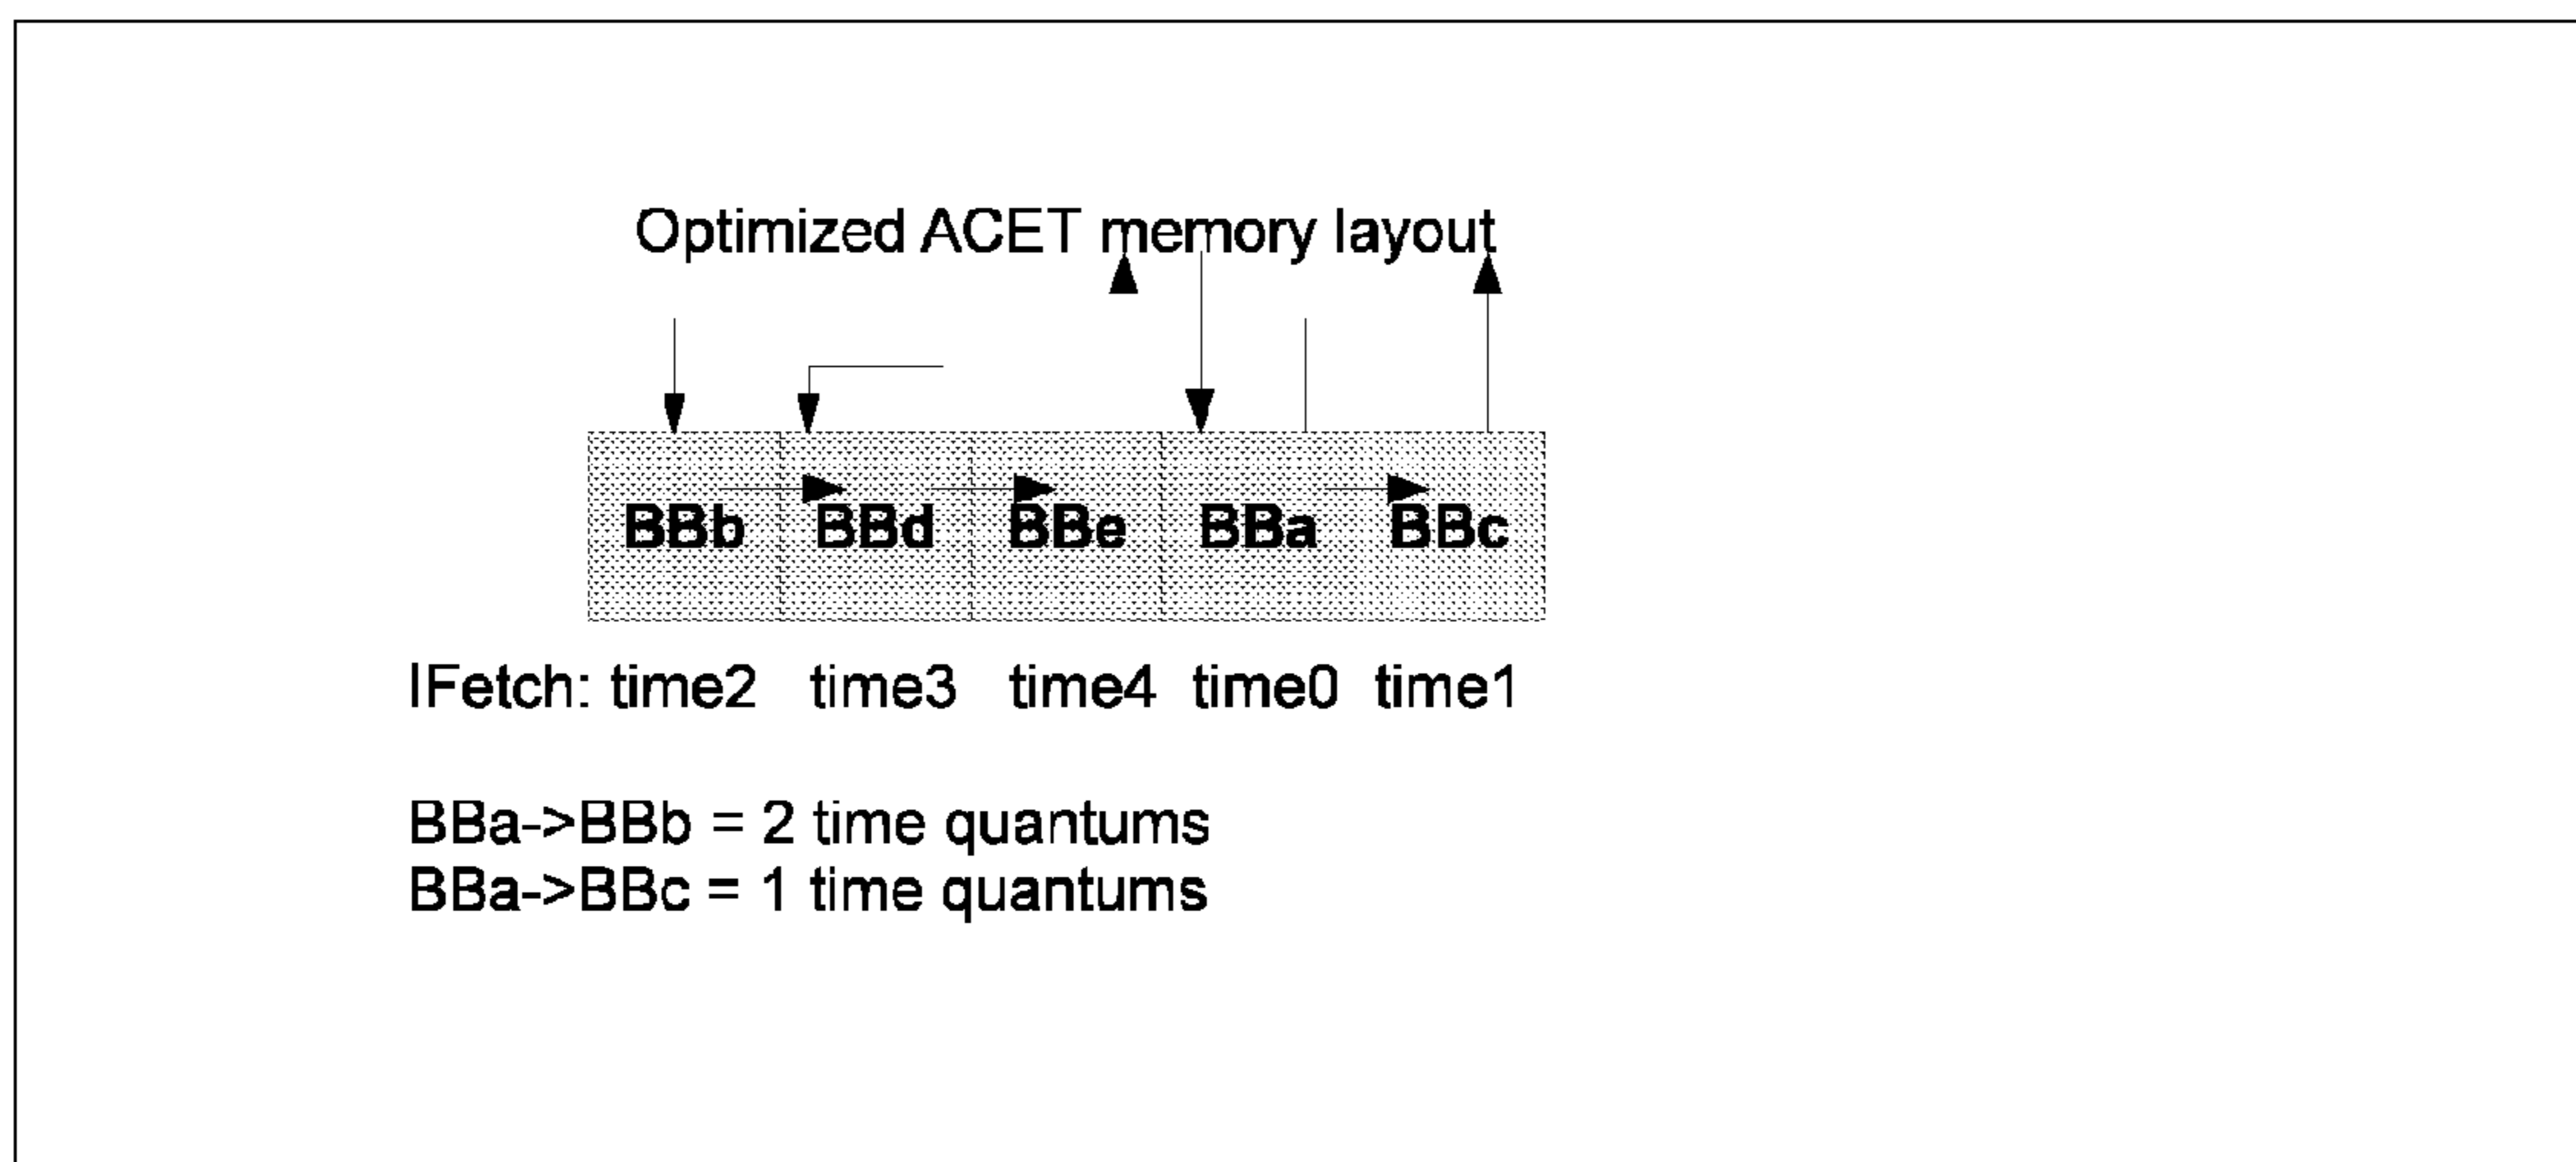 Optimized ACET memory layout
BBb BBd BBe BBa BBc
IFetch: time2 time3 time4 time0 time1
BBa->BBb = 2 time quantums
BBa->BBc = 1 time quantums